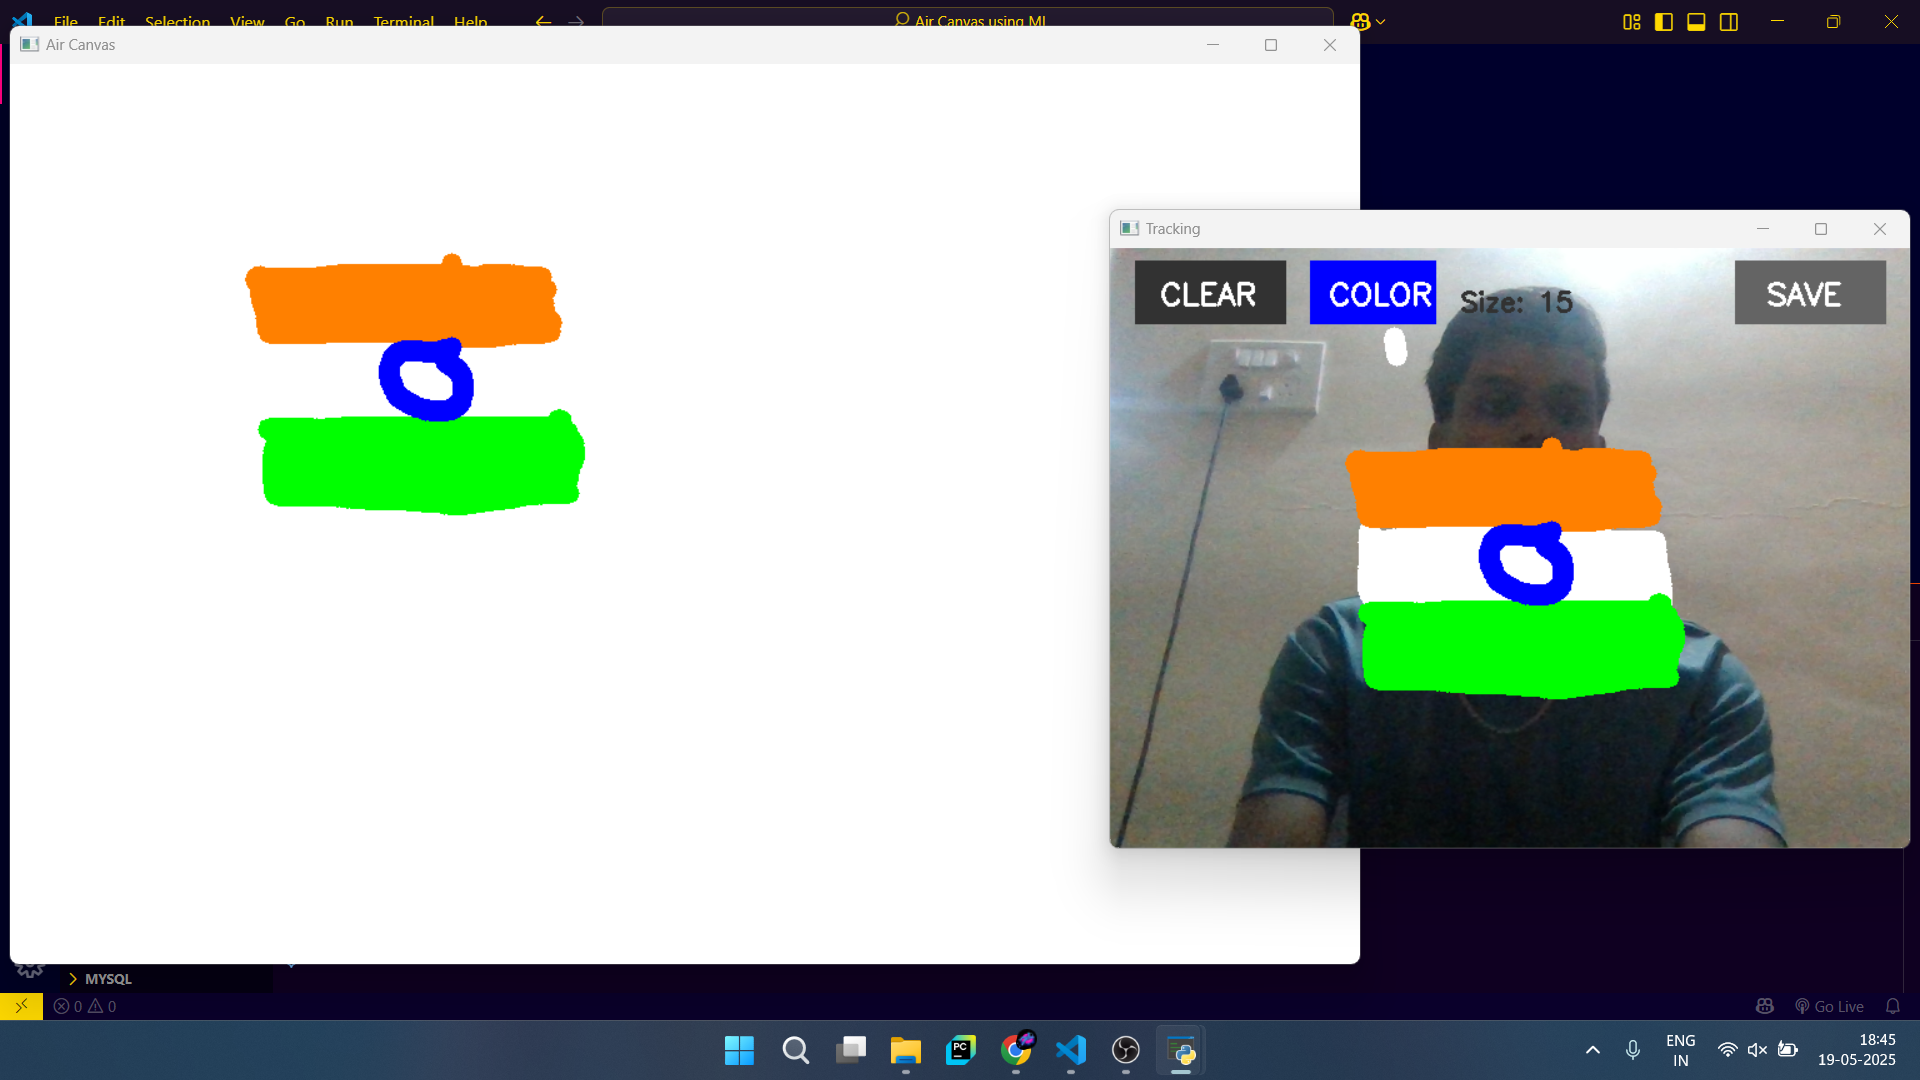 File Edit Selection View Go Run Terminal Help
Air Canvas using ML
Air Canvas
Tracking
CLEAR COLOR Size: 15 SAVE
MYSQL
0 0
Go Live
PC
ENG
IN
18:45
19-05-2025